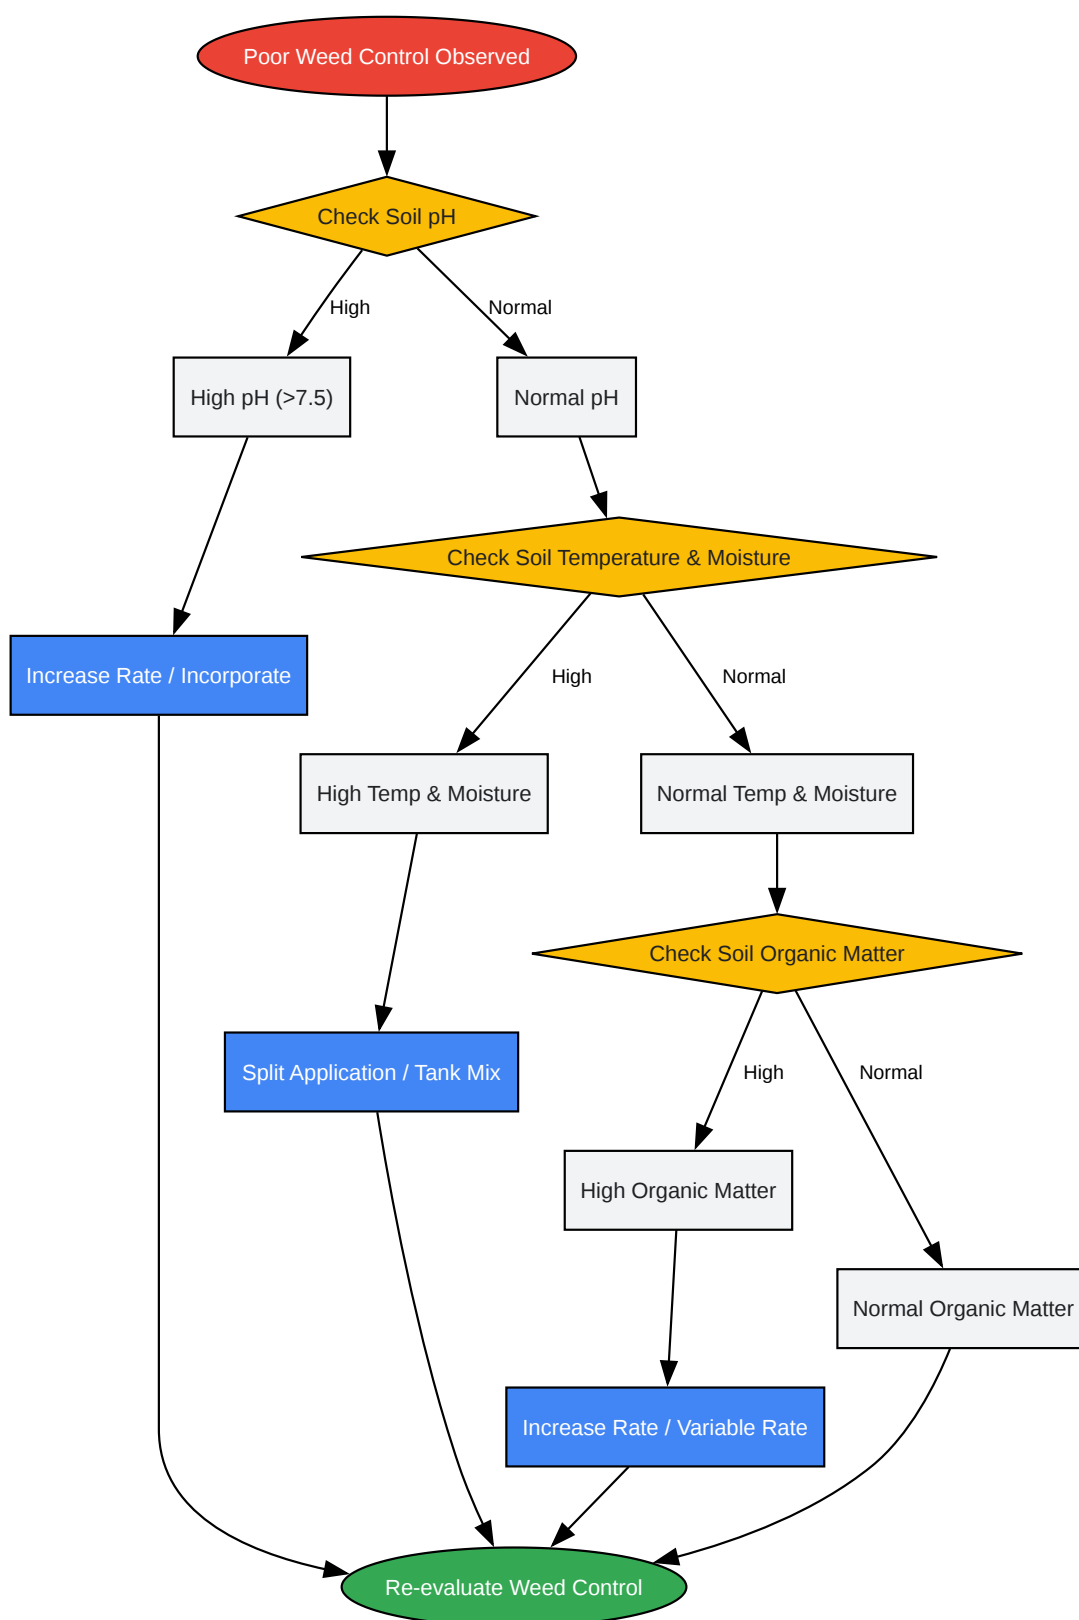 Poor Weed Control Observed
Check Soil pH
High
Normal
High pH (>7.5)
Normal pH
Check Soil Temperature & Moisture
Increase Rate / Incorporate
High
Normal
High Temp & Moisture
Normal Temp & Moisture
Check Soil Organic Matter
Split Application / Tank Mix
High
Normal
High Organic Matter
Normal Organic Matter
Increase Rate / Variable Rate
Re-evaluate Weed Control